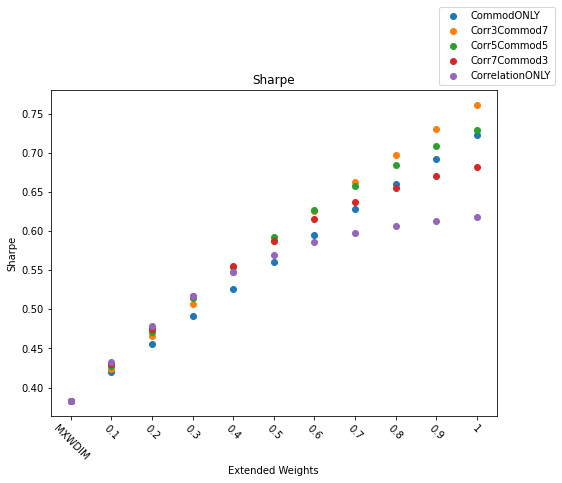 CommodONLY
Corr3Commod7
Corr5Commod5
Corr7Commod3
CorrelationONLY
Sharpe
Sharpe
0.75
0.70
0.65
0.60
0.55
0.50
0.45
0.40
MXWDIM 0.1 0.2 0.3 0.4 0.5 0.6 0.7 0.8 0.9 1
Extended Weights